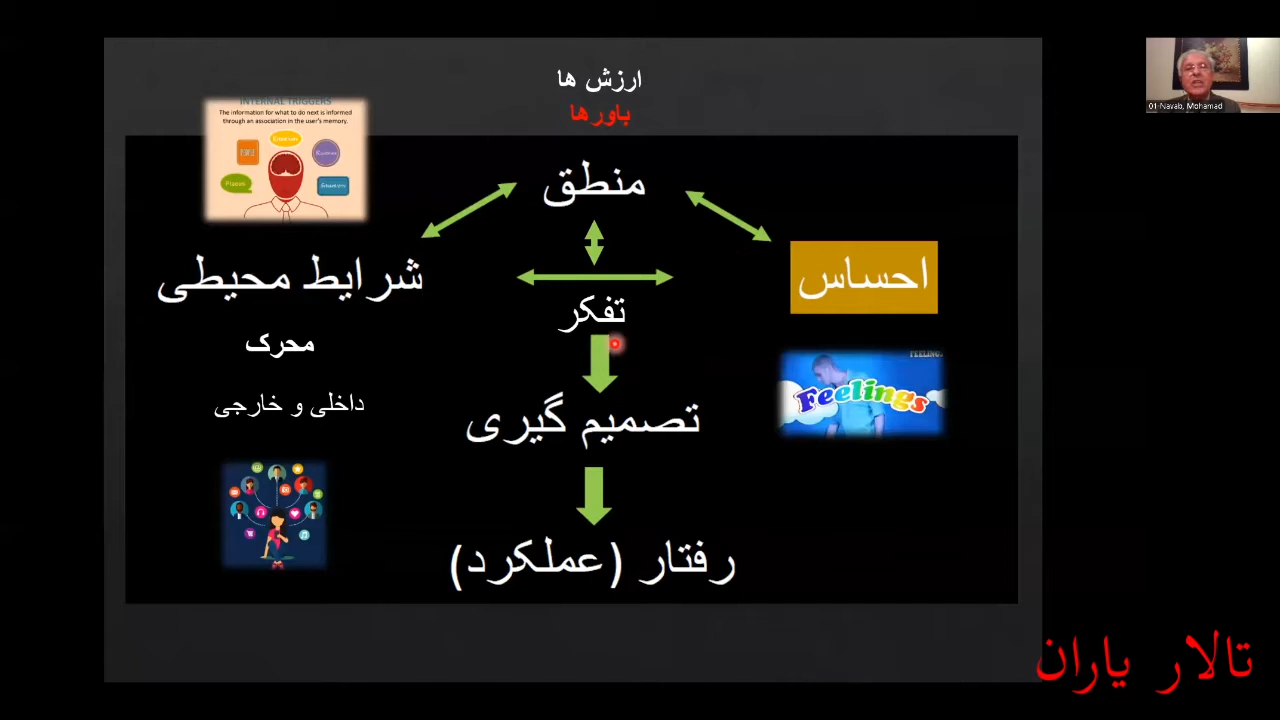 ارزش ها
باورها
INTERNAL TRIGGERS
The information for what to do next is informed
through an association in the user's memory.
Places
منطق
احساس
شرایط محیطی
تفکر
محرک
داخلی و خارجی
Feelings
تصمیم گیری
رفتار (عملکرد)
01-Navab, Mohamad
تالار یاران